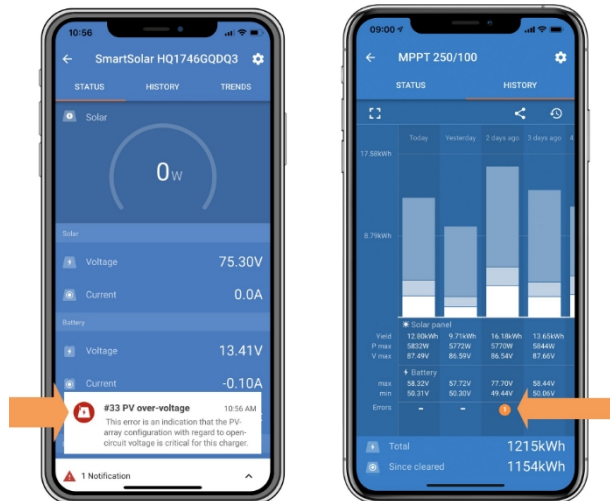 10:56
SmartSolar HQ1746GQDQ3
STATUS HISTORY TRENDS
Solar
0W
Solar
Voltage 75.30V
Current 0.0A
Battery
Voltage 13.41V
Current -0.10A
#33 PV over-voltage 10:56 AM
This error is an indication that the PV-
array configuration with regard to open-
circuit voltage is critical for this charger.
1 Notification
09:00
MPPT 250/100
STATUS HISTORY
Today Yesterday 2 days ago 3 days ago 4
17.58kWh
8.79kWh
Solar panel
Yield 12.80kWh 9.71kWh 16.18kWh 13.65kWh
P max 5832W 5772W 5770W 5844W
V max 87.49V 86.59V 86.54V 87.66V
Battery
max 58.32V 57.72V 77.70V 58.44V
min 50.31V 50.30V 49.44V 50.06V
Errors - - 1
Total 1215kWh
Since cleared 1154kWh